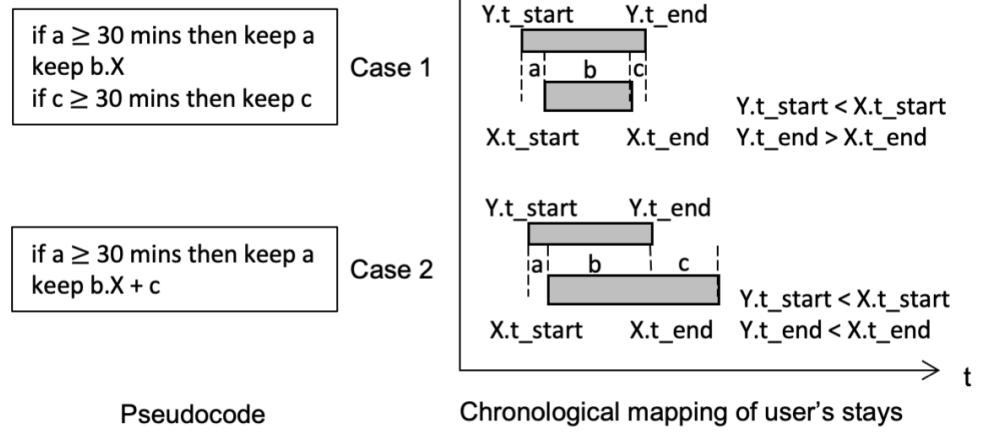 if a ≥ 30 mins then keep a
keep b.X
if c ≥ 30 mins then keep c
Case 1
Y.t_start Y.t_end
a b c
X.t_start X.t_end
Y.t_start < X.t_start
Y.t_end > X.t_end
if a ≥ 30 mins then keep a
keep b.X + c
Case 2
Y.t_start Y.t_end
a b c
X.t_start X.t_end
Y.t_start < X.t_start
Y.t_end < X.t_end
t
Pseudocode
Chronological mapping of user’s stays